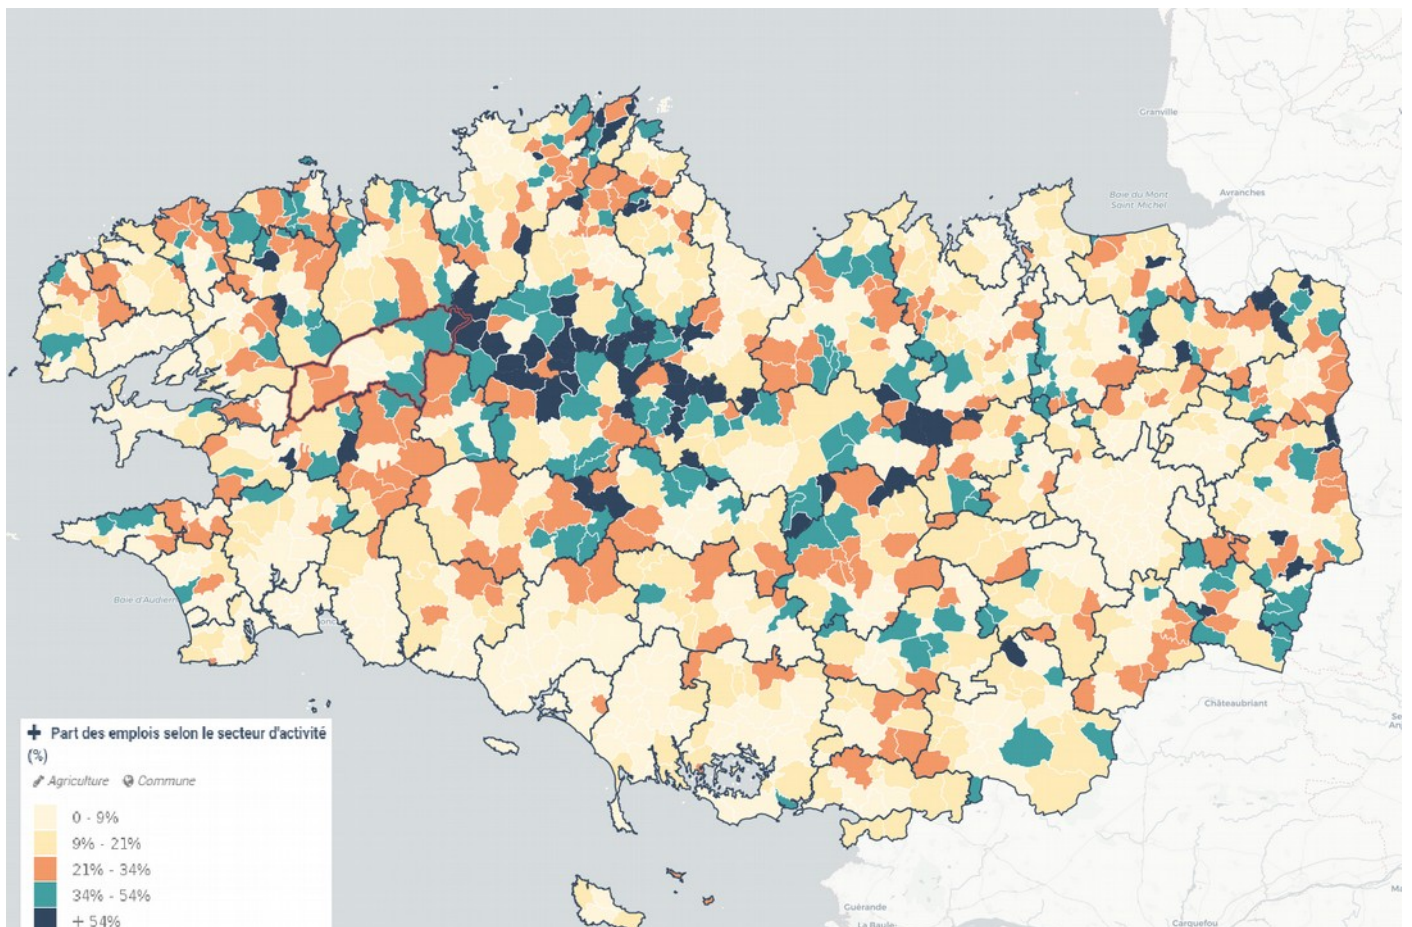 Granville
Avranches
Baie du Mont
Saint-Michel
Baie d'Audiern
Châteaubriant
Guérande
La Baule-
Carquefou
Part des emplois selon le secteur d'activité
(%)
Agriculture Commune
0 - 9%
9% - 21%
21% - 34%
34% - 54%
+ 54%